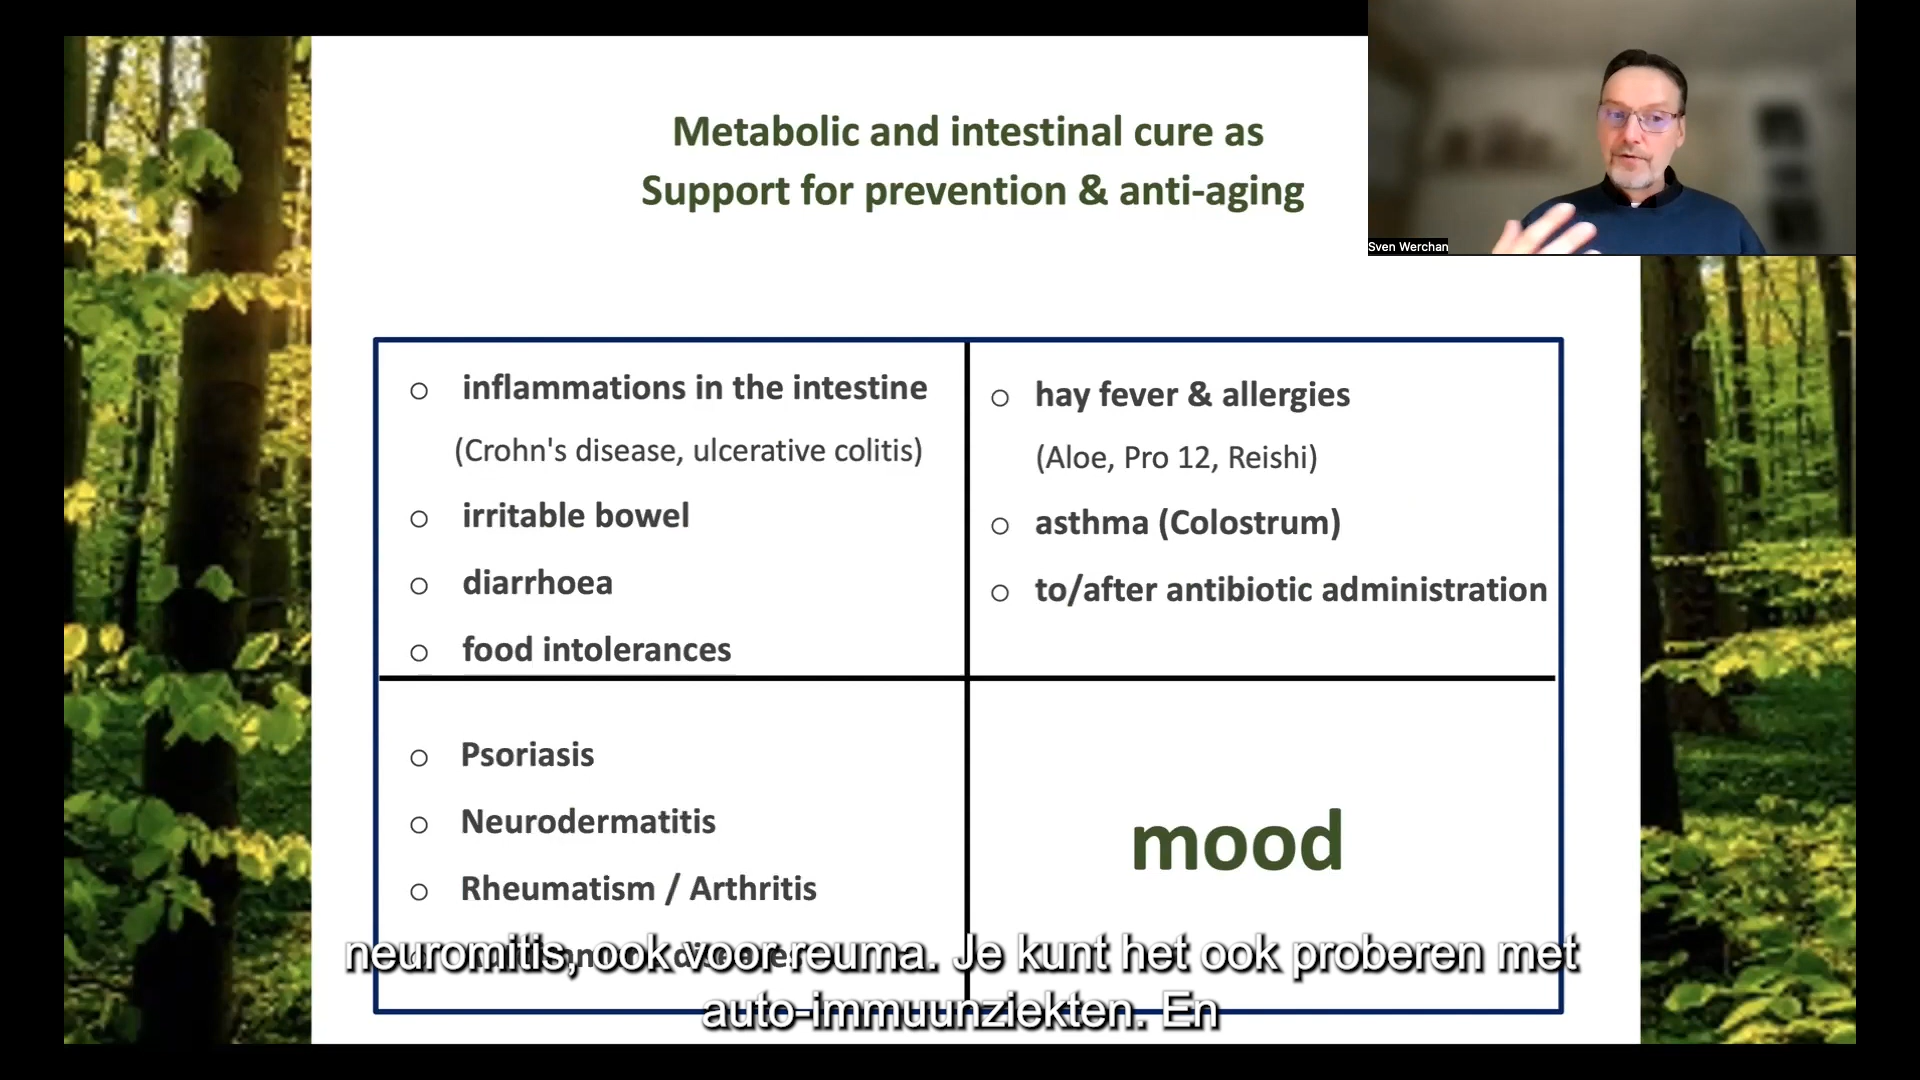 Metabolic and intestinal cure as
Support for prevention & anti-aging
Sven Werchan
inflammations in the intestine
(Crohn's disease, ulcerative colitis)
irritable bowel
diarrhoea
food intolerances
hay fever & allergies
(Aloe, Pro 12, Reishi)
asthma (Colostrum)
to/after antibiotic administration
Psoriasis
Neurodermatitis
Rheumatism / Arthritis
mood
neuromitis, ook voor reuma. Je kunt het ook proberen met
auto-immuunziekten. En